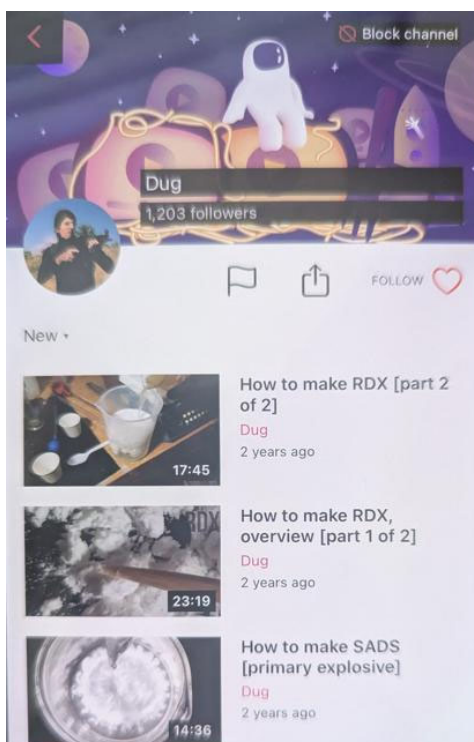 Block channel
Dug
1,203 followers
FOLLOW
New
How to make RDX [part 2
of 2]
Dug
2 years ago
17:45
How to make RDX,
overview [part 1 of 2]
Dug
2 years ago
RDX
23:19
How to make SADS
[primary explosive]
Dug
2 years ago
14:36